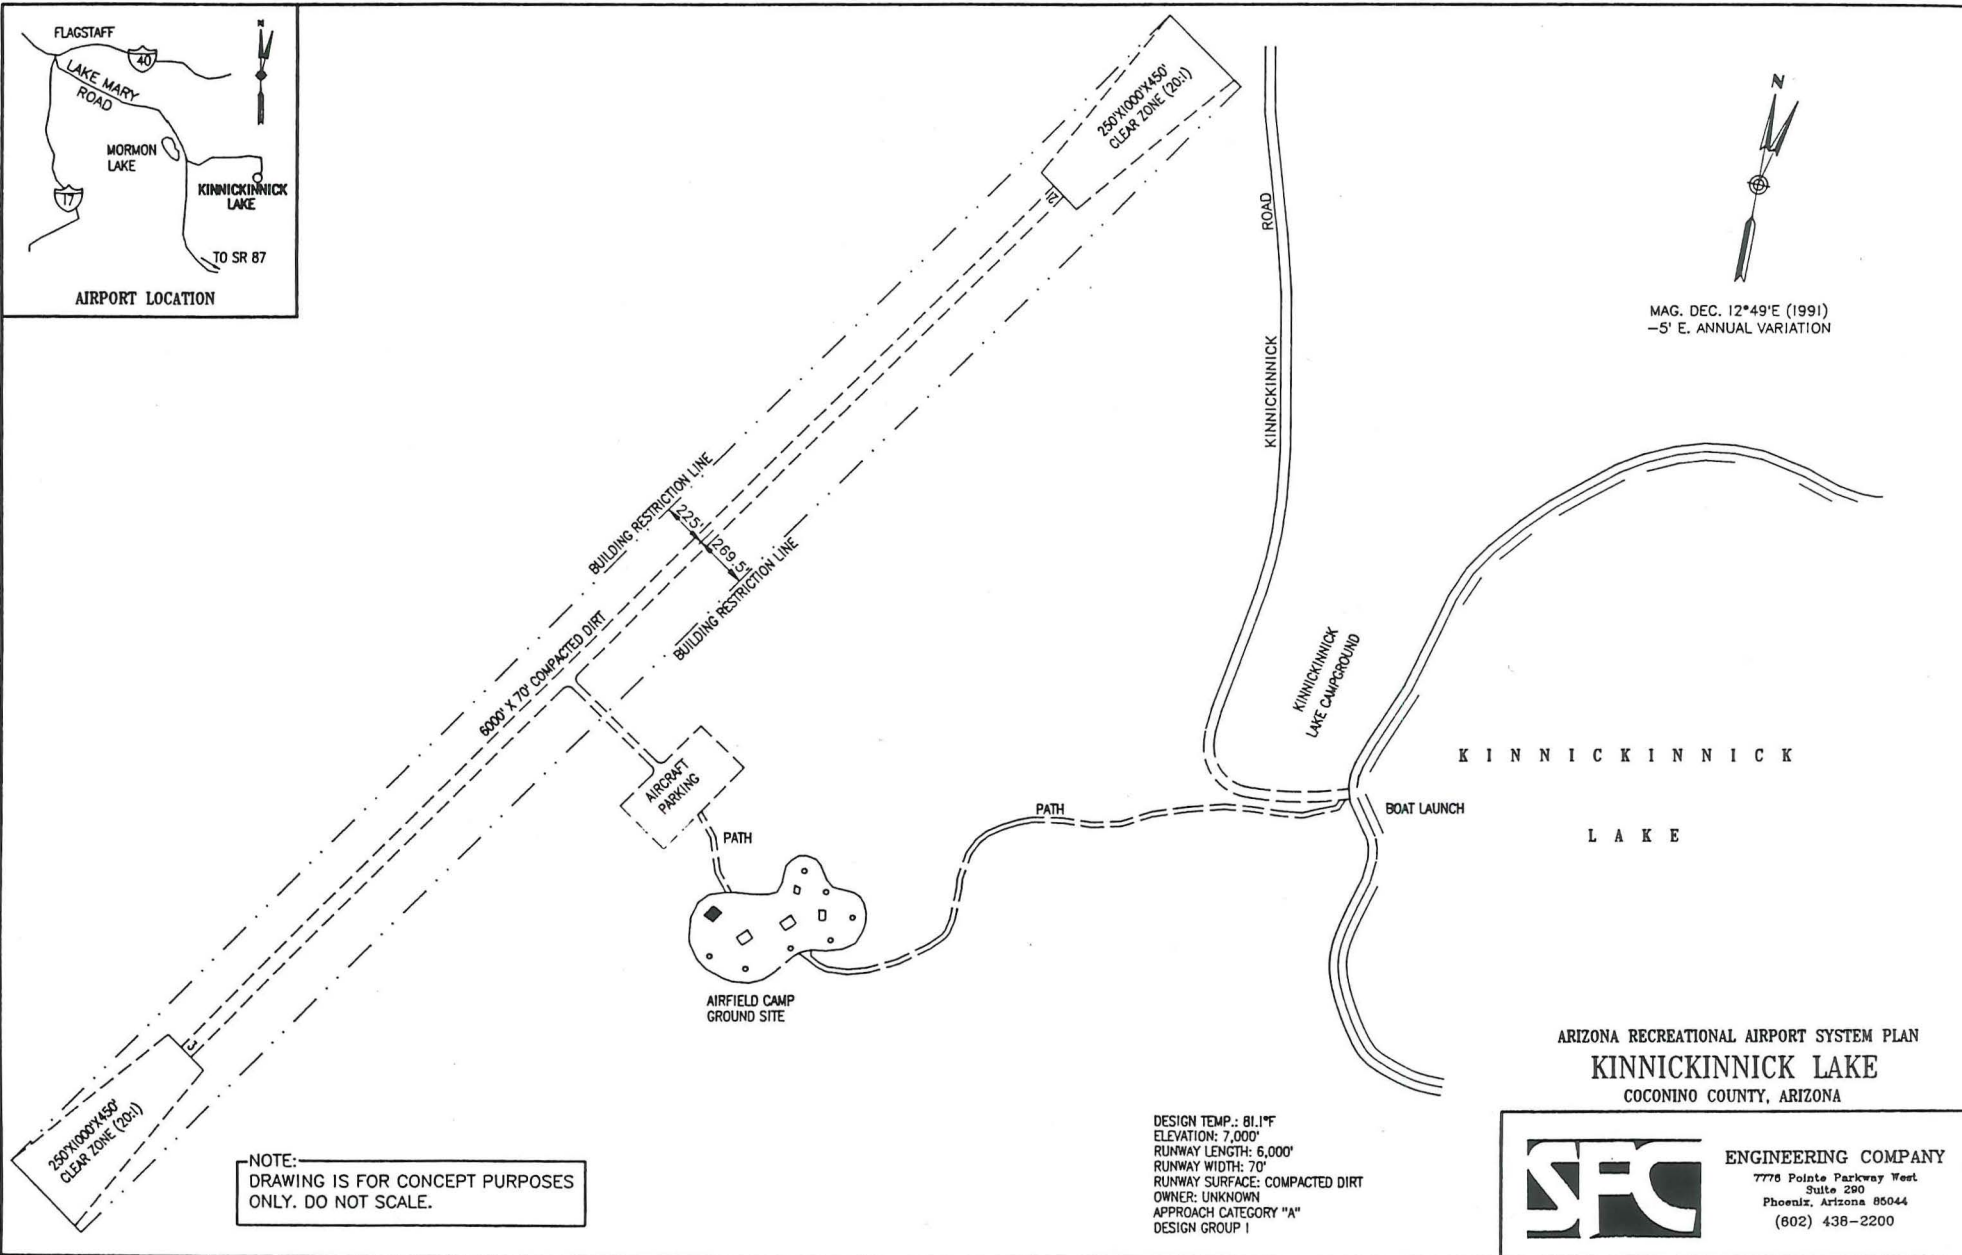 FLAGSTAFF
N
40
LAKE MARY
ROAD
MORMON
LAKE
KINNICKINNICK
LAKE
17
TO SR 87
AIRPORT LOCATION
250'X1000'X450'
CLEAR ZONE (20:1)
21
ROAD
KINNICKINNICK
N
MAG. DEC. 12°49'E (1991)
-5' E. ANNUAL VARIATION
BUILDING RESTRICTION LINE
225'
269.5'
BUILDING RESTRICTION LINE
6000' X 70' COMPACTED DIRT
AIRCRAFT
PARKING
PATH
AIRFIELD CAMP
GROUND SITE
PATH
KINNICKINNICK
LAKE CAMPGROUND
BOAT LAUNCH
KINNICKINNICK
LAKE
3
250'X1000'X450'
CLEAR ZONE (20:1)
NOTE:
DRAWING IS FOR CONCEPT PURPOSES
ONLY. DO NOT SCALE.
DESIGN TEMP.: 81.1°F
ELEVATION: 7,000'
RUNWAY LENGTH: 6,000'
RUNWAY WIDTH: 70'
RUNWAY SURFACE: COMPACTED DIRT
OWNER: UNKNOWN
APPROACH CATEGORY "A"
DESIGN GROUP I
ARIZONA RECREATIONAL AIRPORT SYSTEM PLAN
KINNICKINNICK LAKE
COCONINO COUNTY, ARIZONA
SFC
ENGINEERING COMPANY
7776 Pointe Parkway West
Suite 290
Phoenix, Arizona 85044
(602) 438-2200